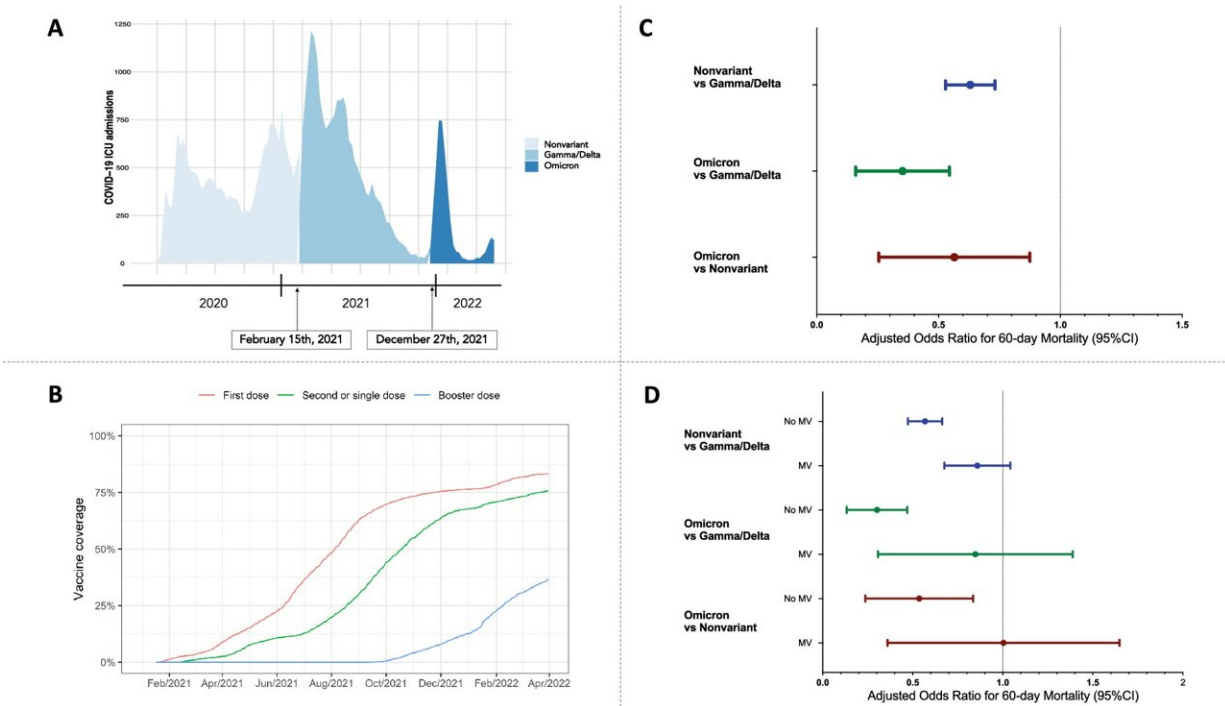 A
1250
1000
750
500
250
0
COVID-19 ICU admissions
Nonvariant
Gamma/Delta
Omicron
2020
2021
2022
February 15th, 2021
December 27th, 2021
B
First dose
Second or single dose
Booster dose
100%
75%
50%
25%
0%
Vaccine coverage
Feb/2021
Apr/2021
Jun/2021
Aug/2021
Oct/2021
Dec/2021
Feb/2022
Apr/2022
C
Nonvariant
vs Gamma/Delta
Omicron
vs Gamma/Delta
Omicron
vs Nonvariant
0.0
0.5
1.0
1.5
Adjusted Odds Ratio for 60-day Mortality (95%CI)
D
Nonvariant
vs Gamma/Delta
No MV
MV
Omicron
vs Gamma/Delta
No MV
MV
Omicron
vs Nonvariant
No MV
MV
0.0
0.5
1.0
1.5
2
Adjusted Odds Ratio for 60-day Mortality (95%CI)